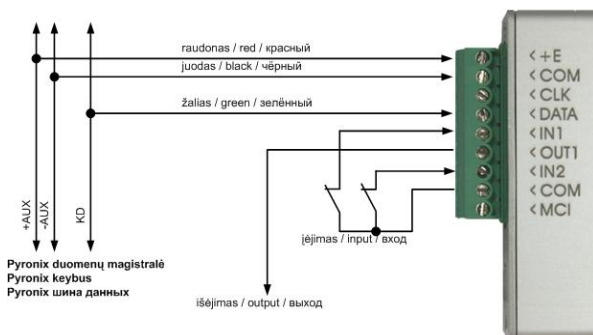 raudonas / red / красный
juodas / black / чёрный
žalias / green / зелённый
<+E
<COM
<CLK
<DATA
<IN1
<OUT1
<IN2
<COM
<MCI
+AUX
-AUX
KD
įėjimas / input / вход
išėjimas / output / выход
Pyronix duomenų magistralė
Pyronix keybus
Pyronix шина данных